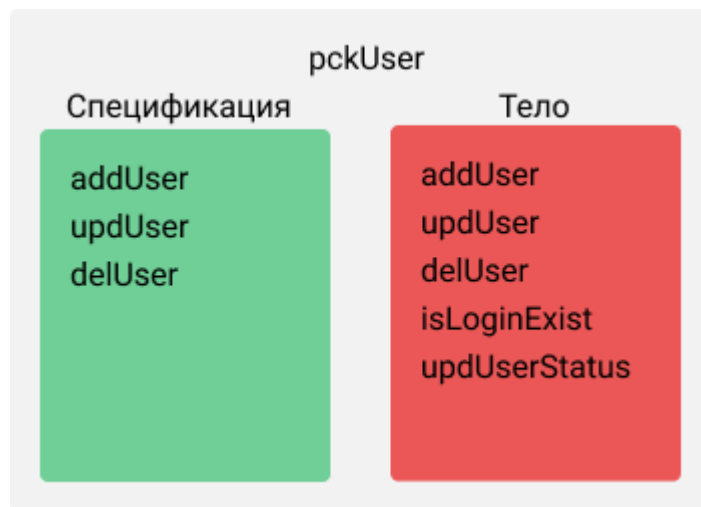 pckUser
Спецификация
addUser
updUser
delUser
Тело
addUser
updUser
delUser
isLoginExist
updUserStatus